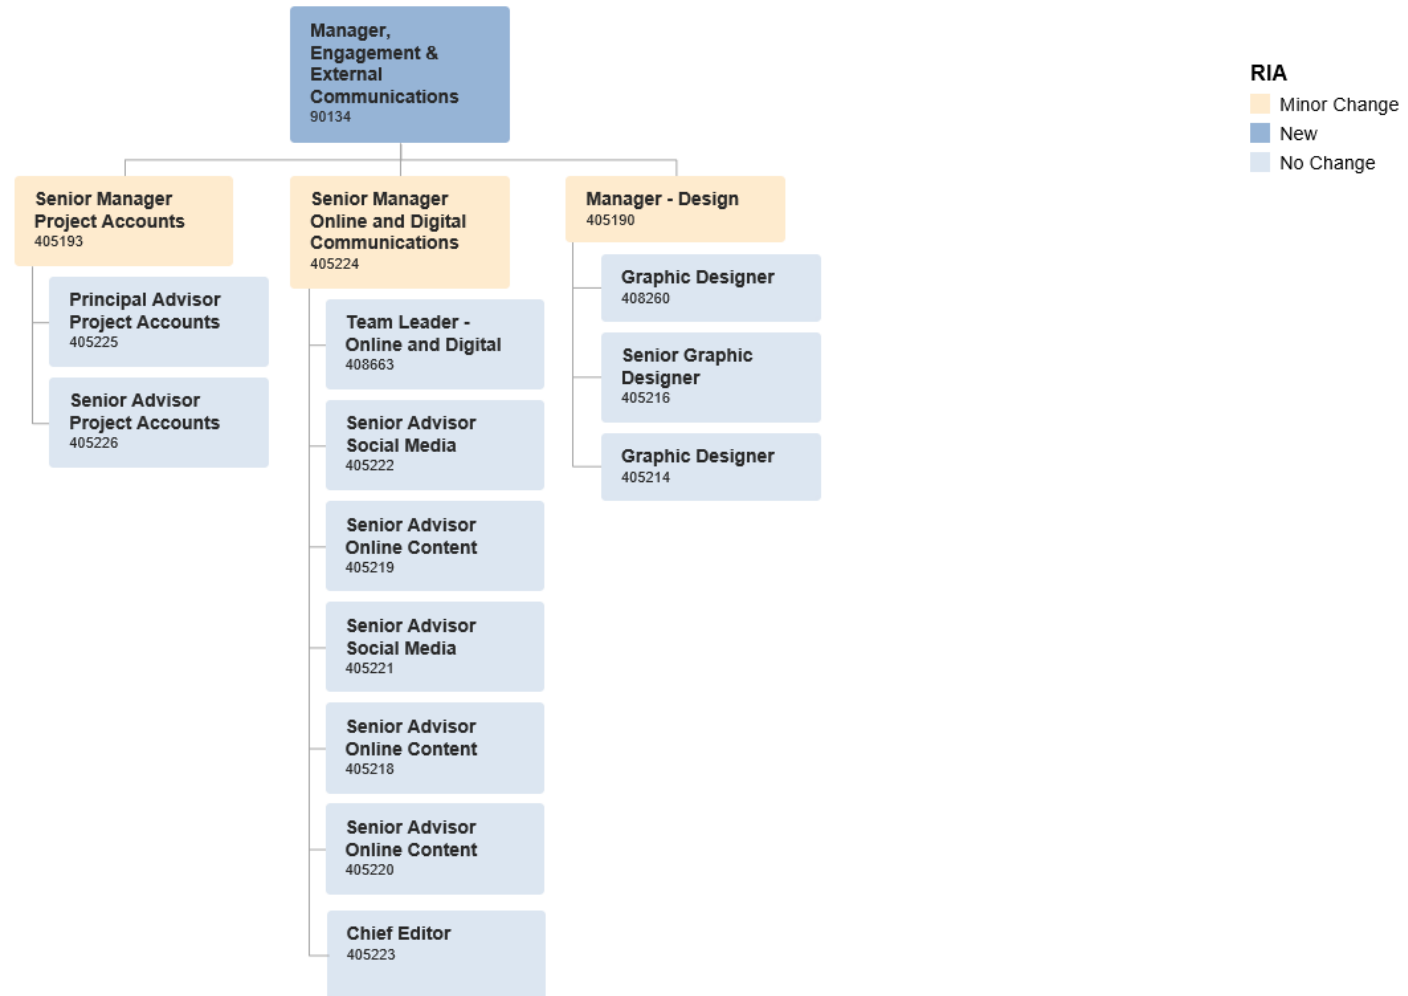 Manager,
Engagement &
External
Communications
90134
RIA
Minor Change
New
No Change
Senior Manager
Project Accounts
405193
Principal Advisor
Project Accounts
405225
Senior Advisor
Project Accounts
405226
Senior Manager
Online and Digital
Communications
405224
Team Leader -
Online and Digital
408663
Senior Advisor
Social Media
405222
Senior Advisor
Online Content
405219
Senior Advisor
Social Media
405221
Senior Advisor
Online Content
405218
Senior Advisor
Online Content
405220
Chief Editor
405223
Manager - Design
405190
Graphic Designer
408260
Senior Graphic
Designer
405216
Graphic Designer
405214